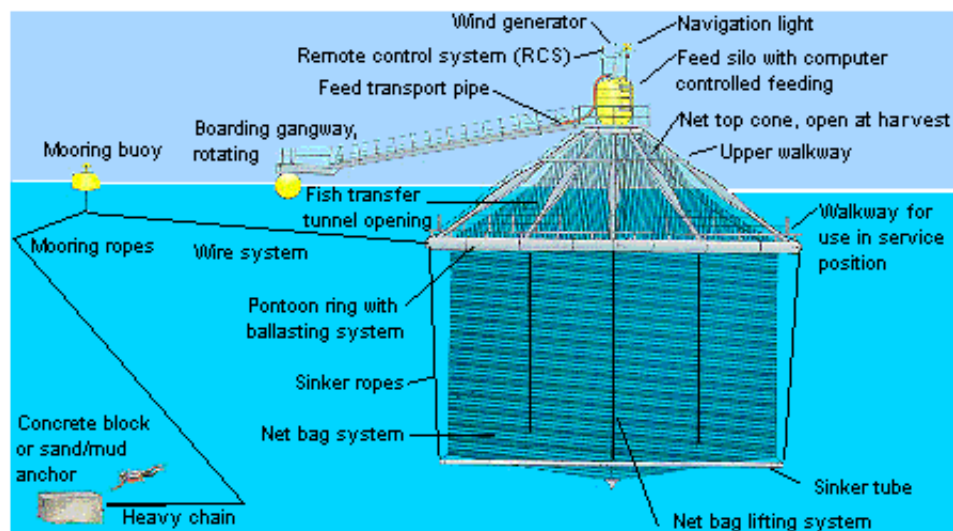 Wind generator
Navigation light
Remote control system (RCS)
Feed silo with computer
controlled feeding
Feed transport pipe
Net top cone, open at harvest
Boarding gangway,
rotating
Mooring buoy
Upper walkway
Fish transfer
tunnel opening
Walkway for
use in service
position
Mooring ropes
Wire system
Pontoon ring with
ballasting system
Sinker ropes
Concrete block
or sand/mud
anchor
Net bag system
Sinker tube
Heavy chain
Net bag lifting system